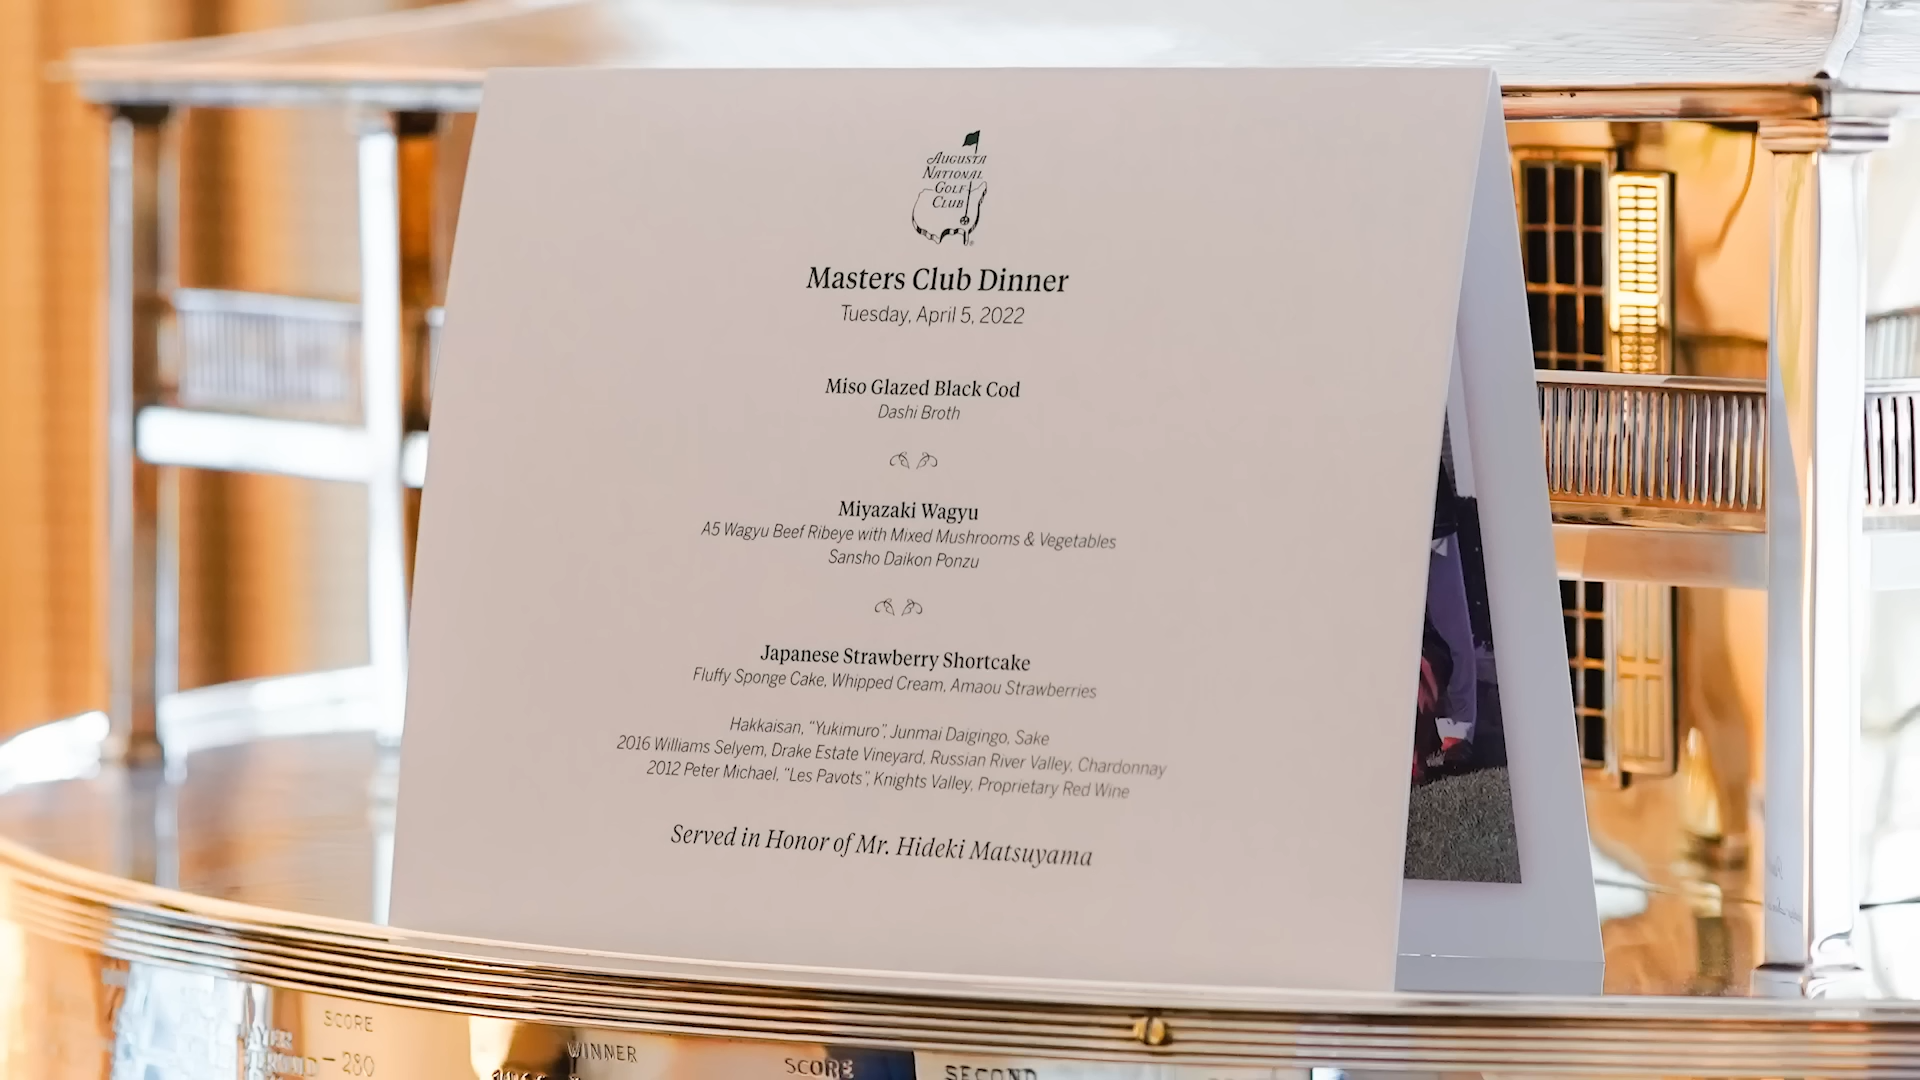 AUGUSTA
NATIONAL
GOLF
CLUB
Masters Club Dinner
Tuesday, April 5, 2022
Miso Glazed Black Cod
Dashi Broth
Miyazaki Wagyu
A5 Wagyu Beef Ribeye with Mixed Mushrooms & Vegetables
Sansho Daikon Ponzu
Japanese Strawberry Shortcake
Fluffy Sponge Cake, Whipped Cream, Amaou Strawberries
Hakkaisan, “Yukimuro”, Junmai Daigingo, Sake
2016 Williams Selyem, Drake Estate Vineyard, Russian River Valley, Chardonnay
2012 Peter Michael, “Les Pavots”, Knights Valley, Proprietary Red Wine
Served in Honor of Mr. Hideki Matsuyama
SCORE
280
WINNER
SCORE
SECOND